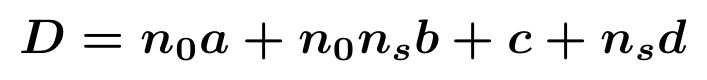 D = n₀a + n₀nₛb + c + nₛd